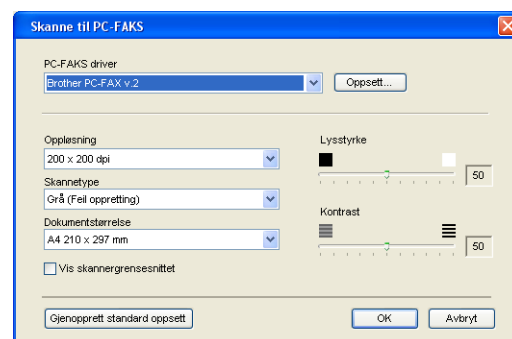 Skanne til PC-FAKS
PC-FAKS driver
Brother PC-FAX v.2
Oppsett...
Oppløsning
200 x 200 dpi
Skannetype
Grå (Feil oppretting)
Dokumentstørrelse
A4 210 x 297 mm
Vis skannergrensesnittet
Lysstyrke
50
Kontrast
50
Gjenopprett standard oppsett
OK
Avbryt